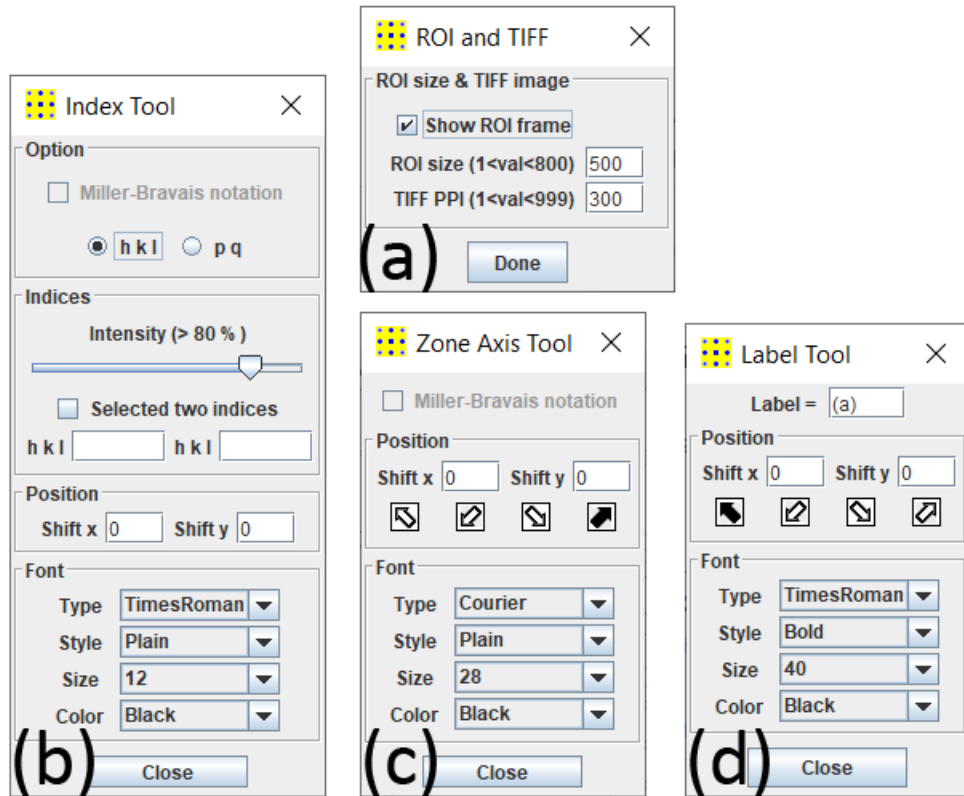 ROI and TIFF
ROI size & TIFF image
Show ROI frame
ROI size (1<val<800) 500
TIFF PPI (1<val<999) 300
Done
(a)
Index Tool
Option
Miller-Bravais notation
h k l p q
Indices
Intensity (> 80 % )
Selected two indices
h k l h k l
Position
Shift x 0 Shift y 0
Font
Type TimesRoman
Style Plain
Size 12
Color Black
Close
(b)
Zone Axis Tool
Miller-Bravais notation
Position
Shift x 0 Shift y 0
Font
Type Courier
Style Plain
Size 28
Color Black
Close
(c)
Label Tool
Label = (a)
Position
Shift x 0 Shift y 0
Font
Type TimesRoman
Style Bold
Size 40
Color Black
Close
(d)